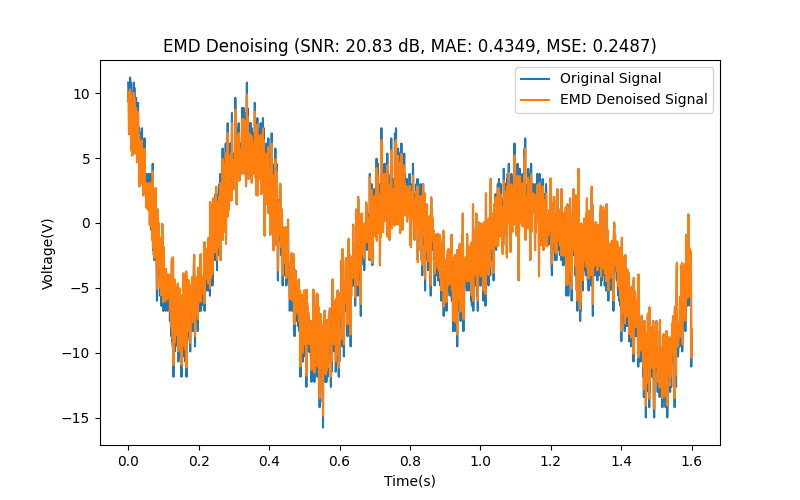 EMD Denoising (SNR: 20.83 dB, MAE: 0.4349, MSE: 0.2487)
Original Signal
EMD Denoised Signal
10
5
0
−5
−10
−15
Voltage(V)
0.0 0.2 0.4 0.6 0.8 1.0 1.2 1.4 1.6
Time(s)